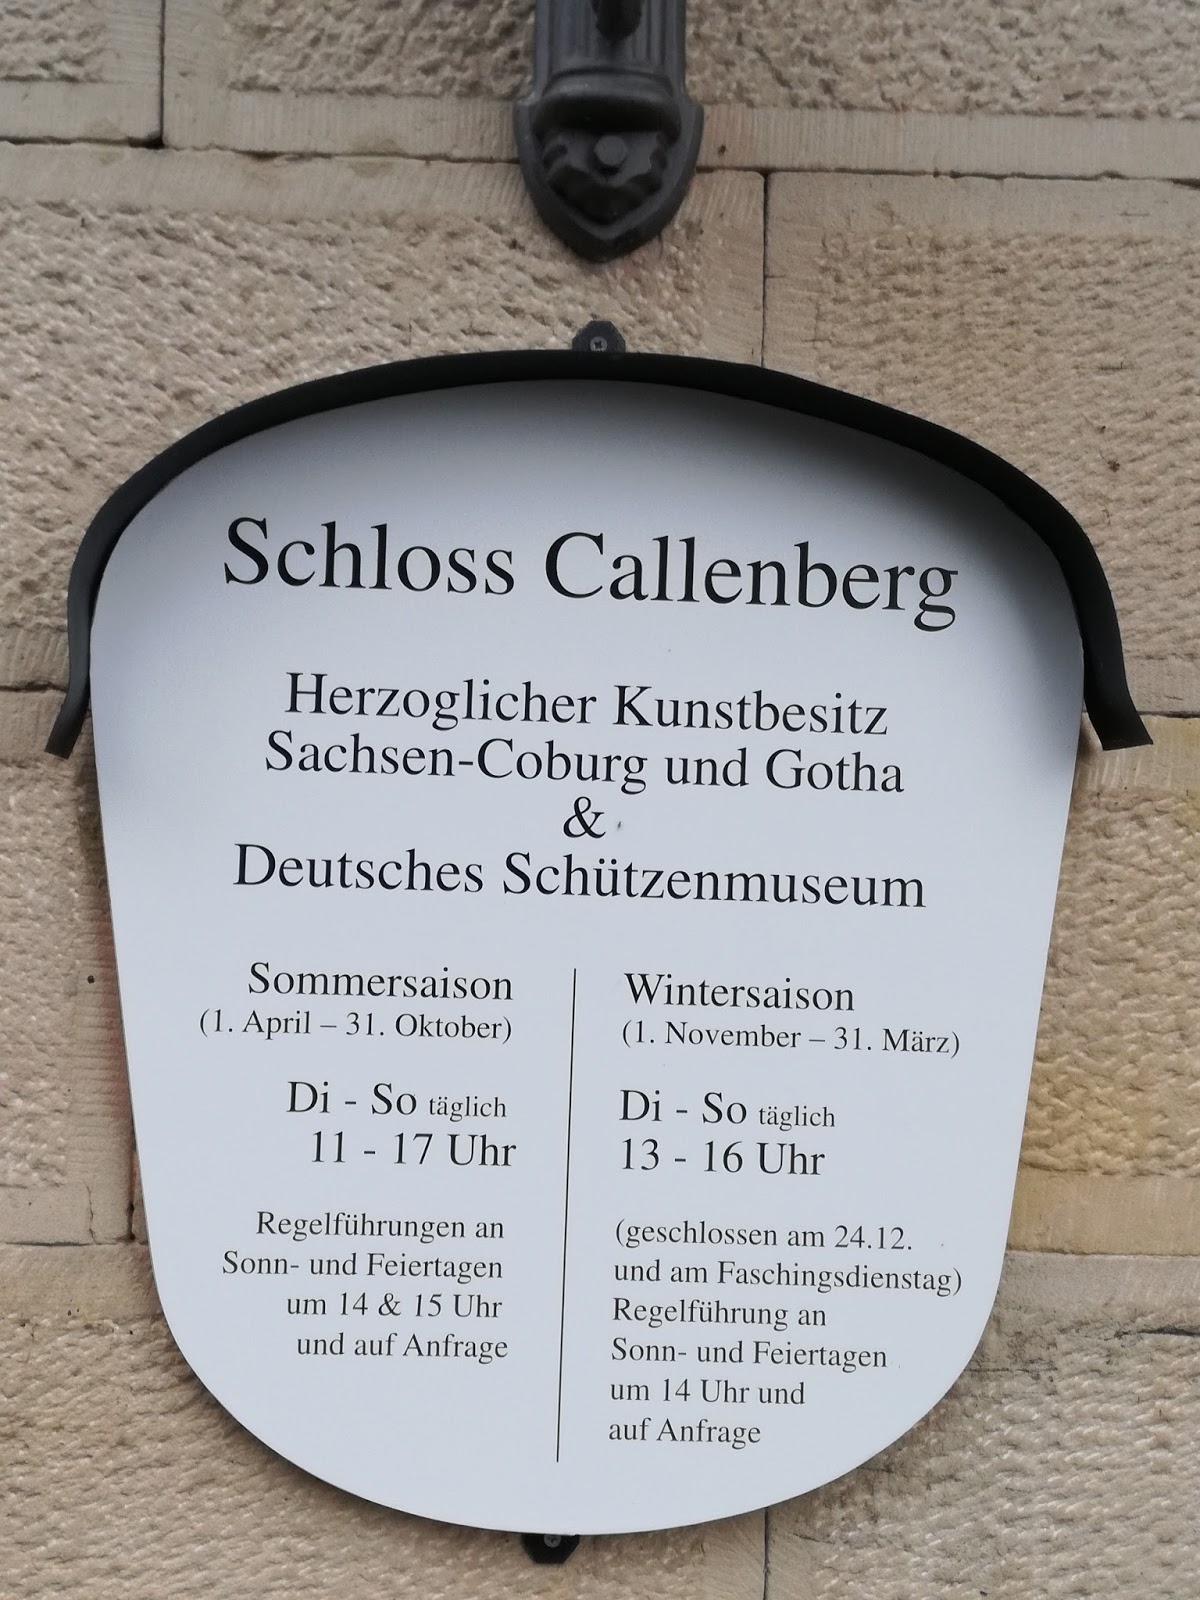 Schloss Callenberg
Herzoglicher Kunstbesitz
Sachsen-Coburg und Gotha
&
Deutsches Schützenmuseum
Sommersaison
(1. April – 31. Oktober)
Di - So täglich
11 - 17 Uhr
Regelführungen an
Sonn- und Feiertagen
um 14 & 15 Uhr
und auf Anfrage
Wintersaison
(1. November – 31. März)
Di - So täglich
13 - 16 Uhr
(geschlossen am 24.12.
und am Faschingsdienstag)
Regelführung an
Sonn- und Feiertagen
um 14 Uhr und
auf Anfrage